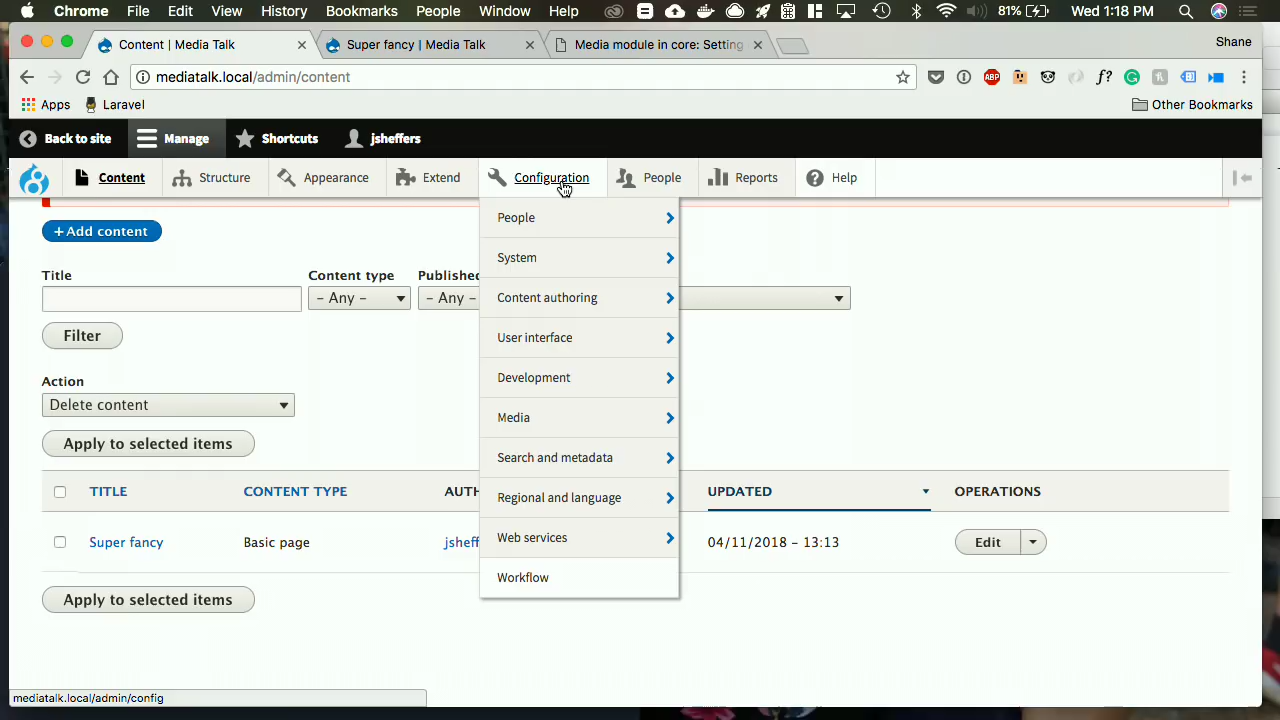 Chrome File Edit View History Bookmarks People Window Help 81% Wed 1:18 PM
Content | Media Talk Super fancy | Media Talk Media module in core: Setting Shane
mediatalk.local/admin/content ABP f?
Apps Laravel Other Bookmarks
Back to site Manage Shortcuts jsheffers
Content Structure Appearance Extend Configuration People Reports Help
+ Add content
People
System
Content authoring
User interface
Development
Media
Search and metadata
Regional and language
Web services
Workflow
Title Content type Published
– Any – – Any –
Filter
Action
Delete content
Apply to selected items
TITLE CONTENT TYPE AUTH UPDATED OPERATIONS
Super fancy Basic page jsheff 04/11/2018 – 13:13 Edit
Apply to selected items
mediatalk.local/admin/config